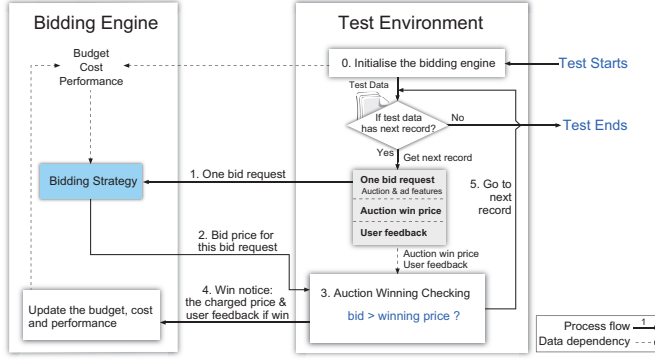 Bidding Engine
Test Environment
Budget
Cost
Performance
0. Initialise the bidding engine
Test Starts
Test Data
If test data
has next record?
No
Test Ends
Yes
Get next record
1. One bid request
Bidding Strategy
One bid request
Auction & ad features
Auction win price
User feedback
5. Go to
next
record
2. Bid price for
this bid request
Auction win price
User feedback
4. Win notice:
the charged price &
user feedback if win
3. Auction Winning Checking
bid > winning price ?
Update the budget, cost
and performance
Process flow 1
Data dependency